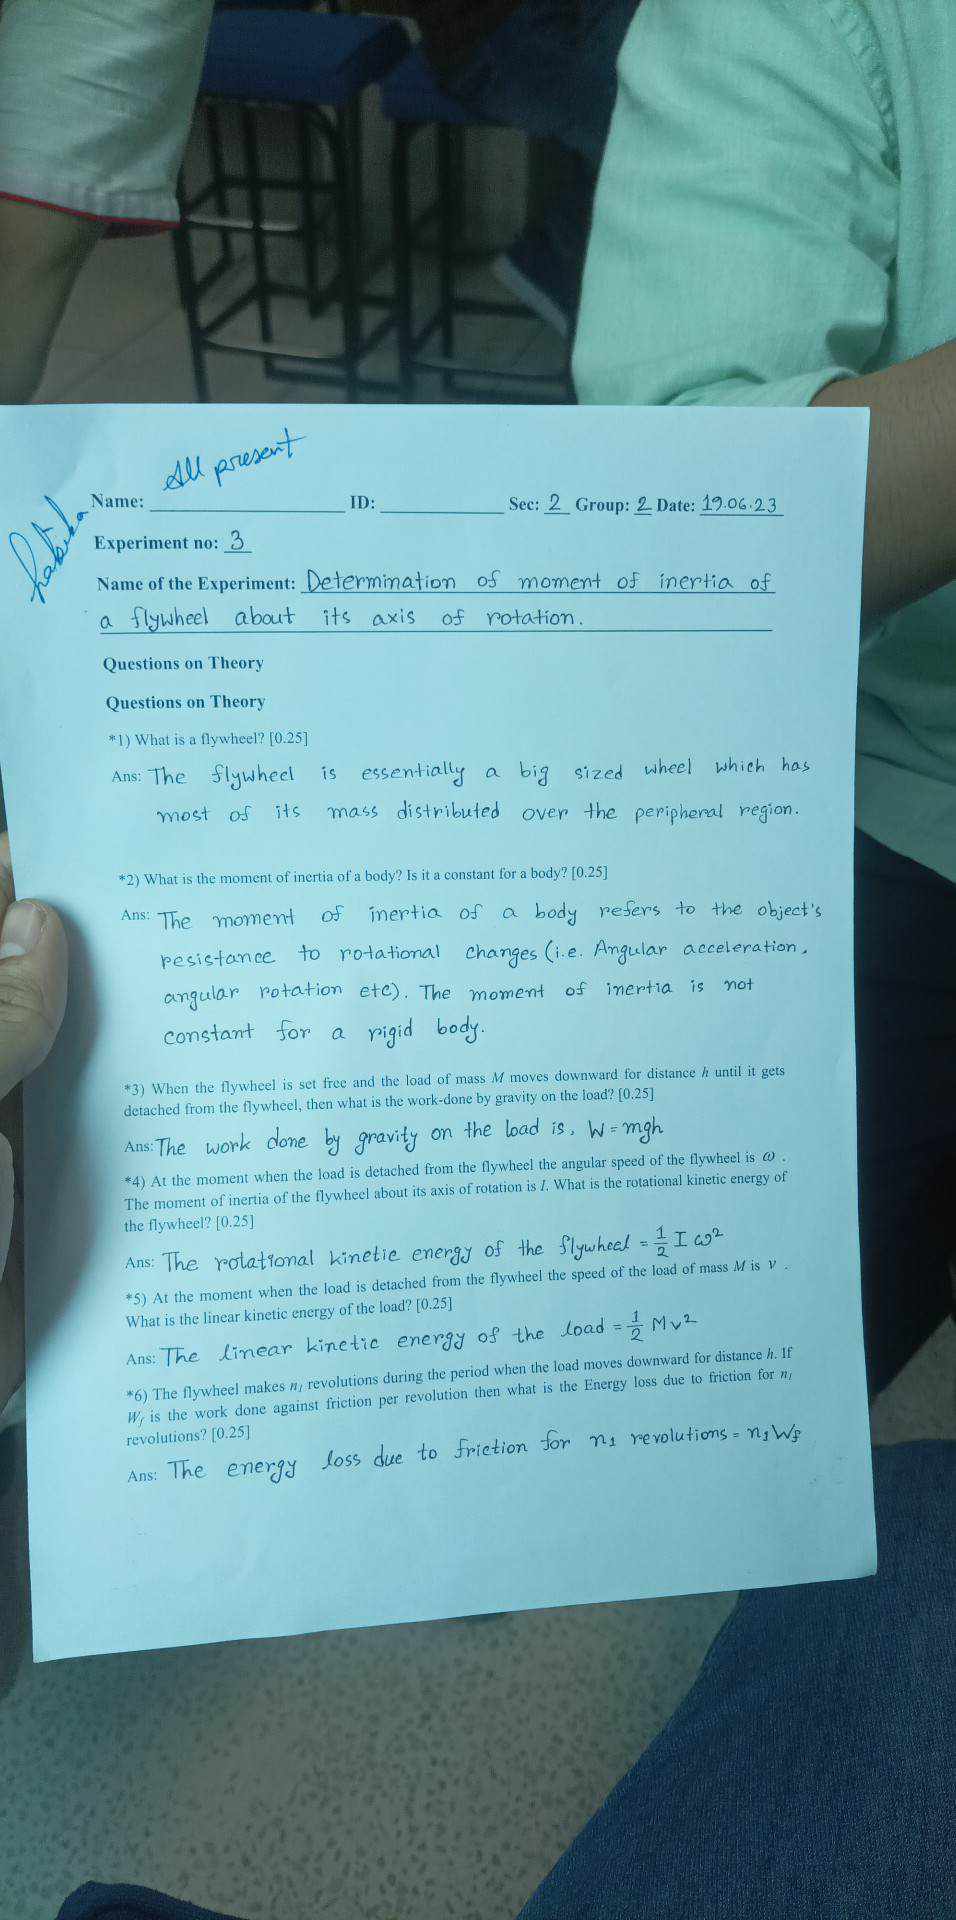 All present
Name: ID: Sec: 2 Group: 2 Date: 19.06.23
Experiment no: 3
Name of the Experiment: Determination of moment of inertia of
a flywheel about its axis of rotation.
Questions on Theory
Questions on Theory
*1) What is a flywheel? [0.25]
Ans: The flywheel is essentially a big sized wheel which has
most of its mass distributed over the peripheral region.
*2) What is the moment of inertia of a body? Is it a constant for a body? [0.25]
Ans: The moment of inertia of a body refers to the object's
resistance to rotational changes (i.e. Angular acceleration,
angular rotation etc). The moment of inertia is not
constant for a rigid body.
*3) When the flywheel is set free and the load of mass M moves downward for distance h until it gets
detached from the flywheel, then what is the work-done by gravity on the load? [0.25]
Ans: The work done by gravity on the load is, W = mgh
*4) At the moment when the load is detached from the flywheel the angular speed of the flywheel is ω .
The moment of inertia of the flywheel about its axis of rotation is I. What is the rotational kinetic energy of
the flywheel? [0.25]
Ans: The rotational kinetic energy of the flywheel = 1/2 I ω²
*5) At the moment when the load is detached from the flywheel the speed of the load of mass M is v .
What is the linear kinetic energy of the load? [0.25]
Ans: The linear kinetic energy of the load = 1/2 Mv²
*6) The flywheel makes n₁ revolutions during the period when the load moves downward for distance h. If
W_f is the work done against friction per revolution then what is the Energy loss due to friction for n₁
revolutions? [0.25]
Ans: The energy loss due to friction for n₁ revolutions = n₁W_f